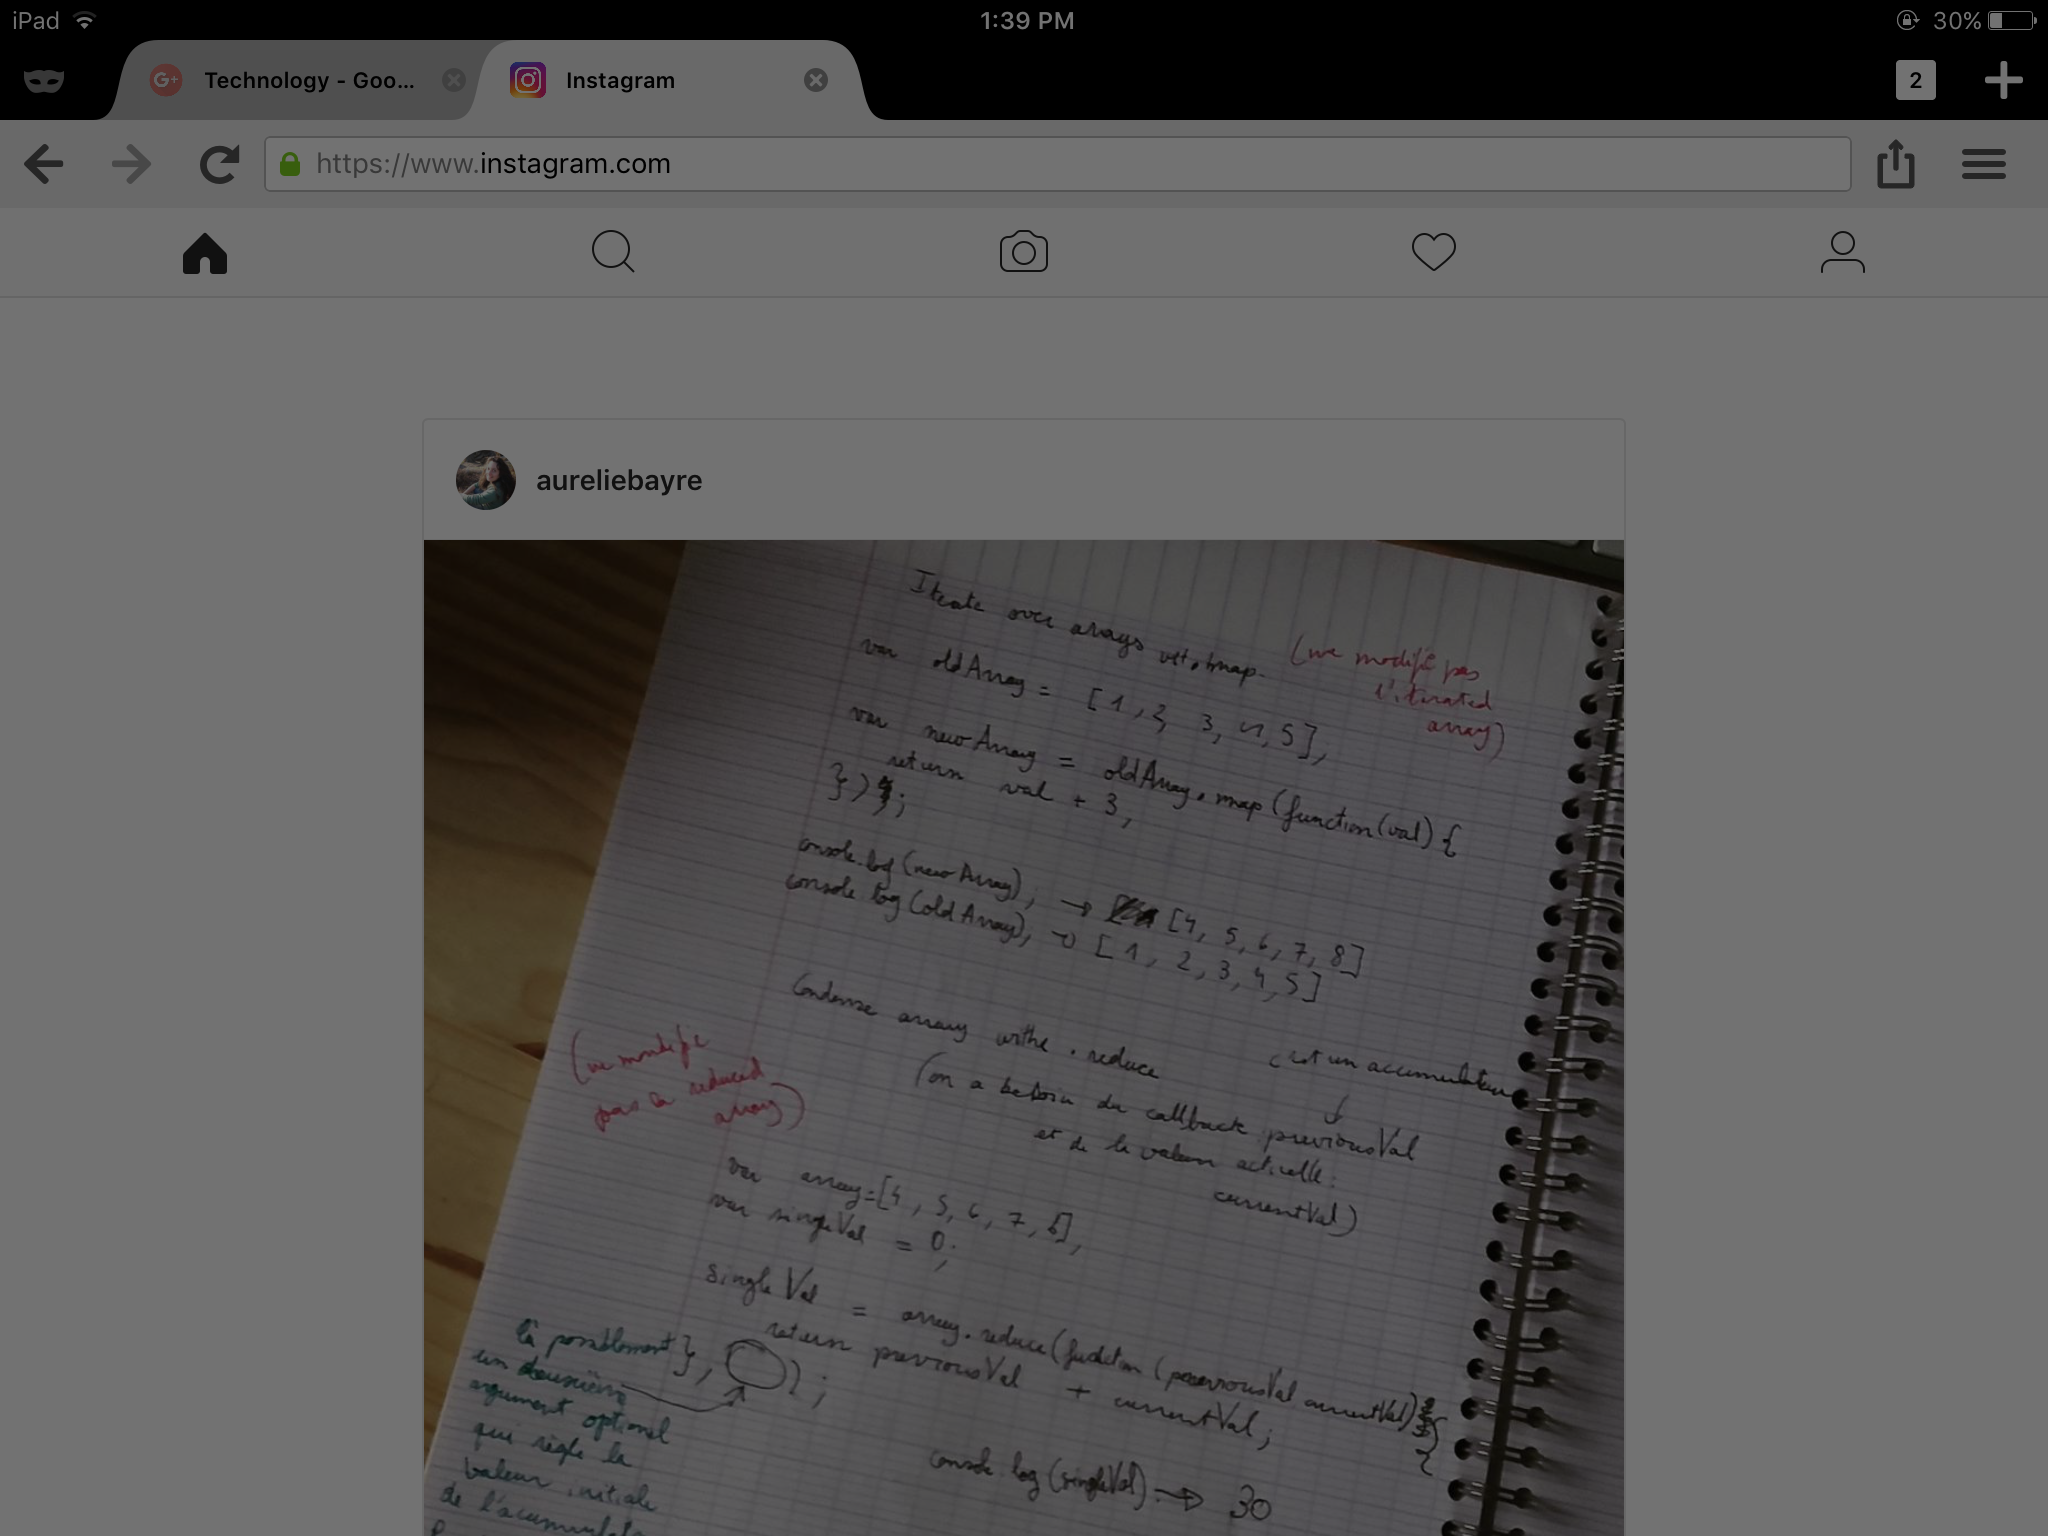 iPad 1:39 PM 30%
Technology - Goo... Instagram 2
https://www.instagram.com
aureliebayre
Iterate over arrays with .map. (ne modifie pas
l'iterated
array)
var oldArray = [1, 2, 3, 4, 5];
var newArray = oldArray.map(function(val) {
return val + 3;
});
console.log(newArray); → [4, 5, 6, 7, 8]
console log(oldArray); → [1, 2, 3, 4, 5]
Condense array withe .reduce
(ne modifie
pas la reduced
array)
c'est un accumulateur
↓
(on a besoin du callback previousVal
et de la valeur actuelle:
currentVal)
var array=[4, 5, 6, 7, 8];
var singleVal = 0;
singleVal = array.reduce(function (previousVal currentVal) {
return previousVal + currentVal;
}, );
là possiblement
un deuxième
argument optionel
qui règle la
valeur initiale
de l'acumulat
console log(singleVal) → 30